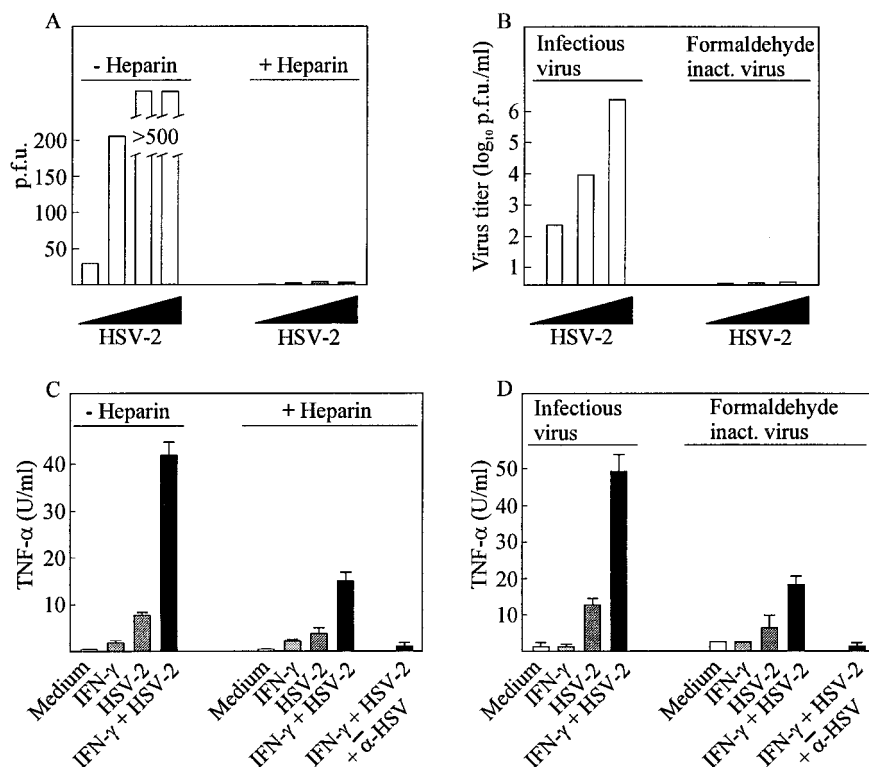 A
- Heparin
+ Heparin
>500
p.f.u.
200
150
100
50
HSV-2
HSV-2
B
Infectious
virus
Formaldehyde
inact. virus
Virus titer (log10 p.f.u./ml)
6
5
4
3
2
1
HSV-2
HSV-2
C
- Heparin
+ Heparin
TNF-α (U/ml)
40
30
20
10
Medium
IFN-γ
HSV-2
IFN-γ + HSV-2
Medium
IFN-γ
HSV-2
IFN-γ + HSV-2
IFN-γ + HSV-2
+ α-HSV
D
Infectious
virus
Formaldehyde
inact. virus
TNF-α (U/ml)
50
40
30
20
10
Medium
IFN-γ
HSV-2
IFN-γ + HSV-2
Medium
IFN-γ
HSV-2
IFN-γ + HSV-2
IFN-γ + HSV-2
+ α-HSV